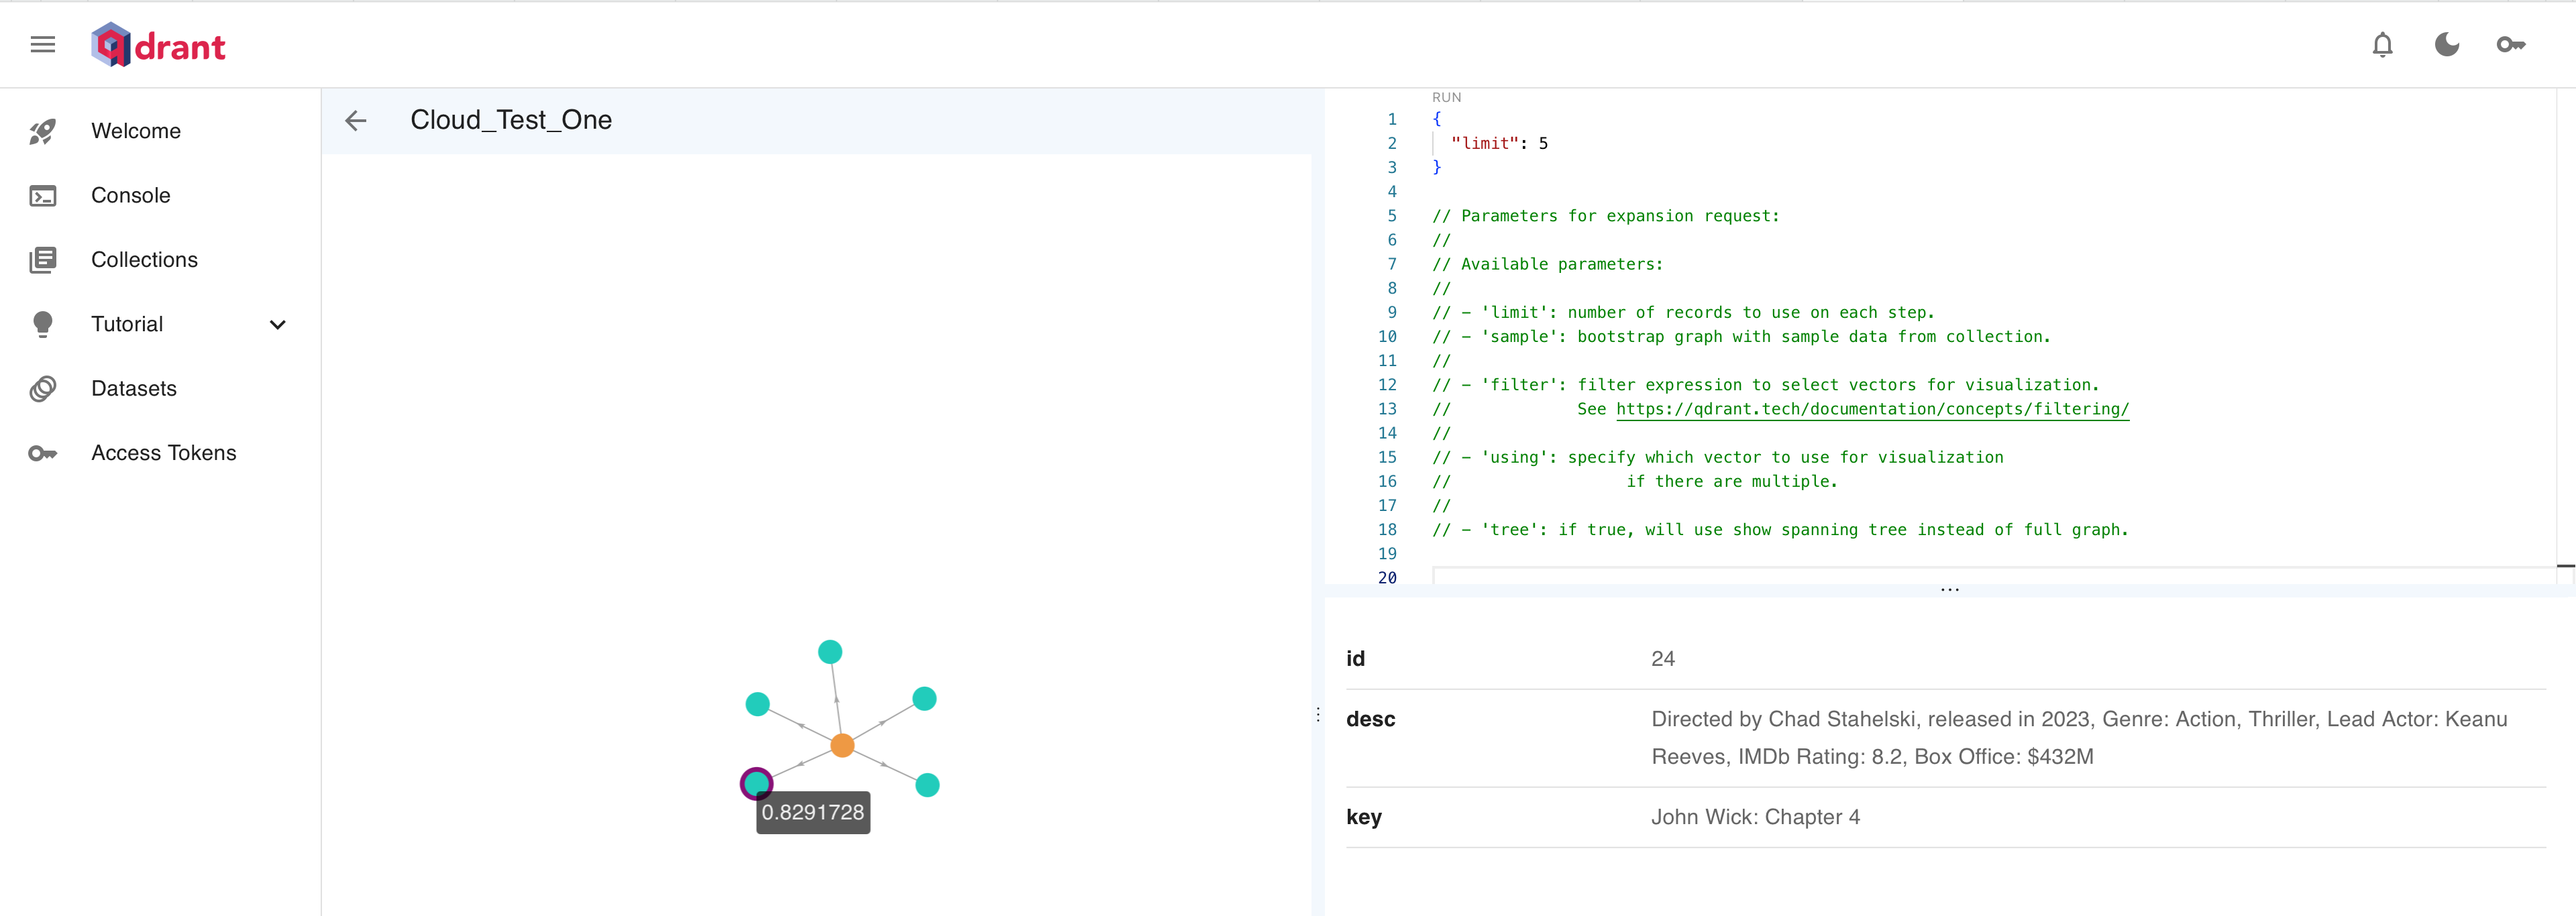 qdrant
Welcome
Console
Collections
Tutorial
Datasets
Access Tokens
Cloud_Test_One
0.8291728
RUN
1 {
2 "limit": 5
3 }
4
5 // Parameters for expansion request:
6 //
7 // Available parameters:
8 //
9 // - 'limit': number of records to use on each step.
10 // - 'sample': bootstrap graph with sample data from collection.
11 //
12 // - 'filter': filter expression to select vectors for visualization.
13 // See https://qdrant.tech/documentation/concepts/filtering/
14 //
15 // - 'using': specify which vector to use for visualization
16 // if there are multiple.
17 //
18 // - 'tree': if true, will use show spanning tree instead of full graph.
19
20
id 24
desc Directed by Chad Stahelski, released in 2023, Genre: Action, Thriller, Lead Actor: Keanu
Reeves, IMDb Rating: 8.2, Box Office: $432M
key John Wick: Chapter 4